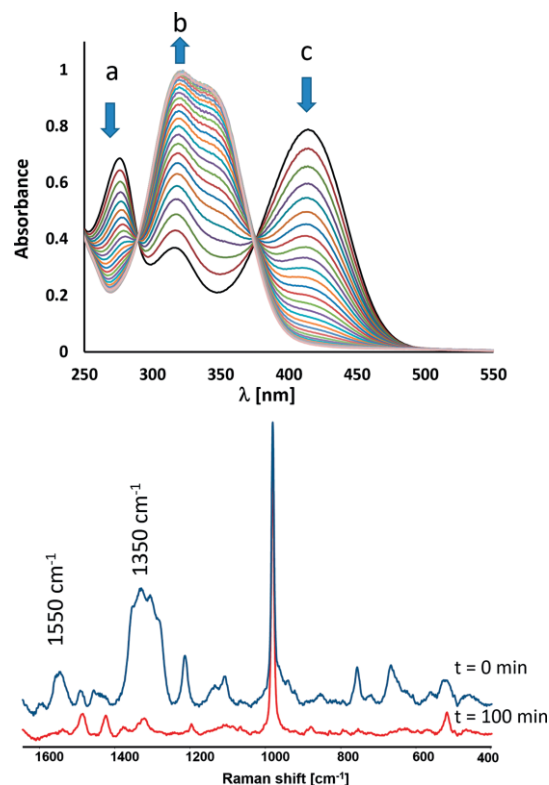 a
b
c
1
0.8
0.6
0.4
0.2
0
Absorbance
250 300 350 400 450 500 550
λ [nm]
1550 cm⁻¹
1350 cm⁻¹
t = 0 min
t = 100 min
1600 1400 1200 1000 800 600 400
Raman shift [cm⁻¹]